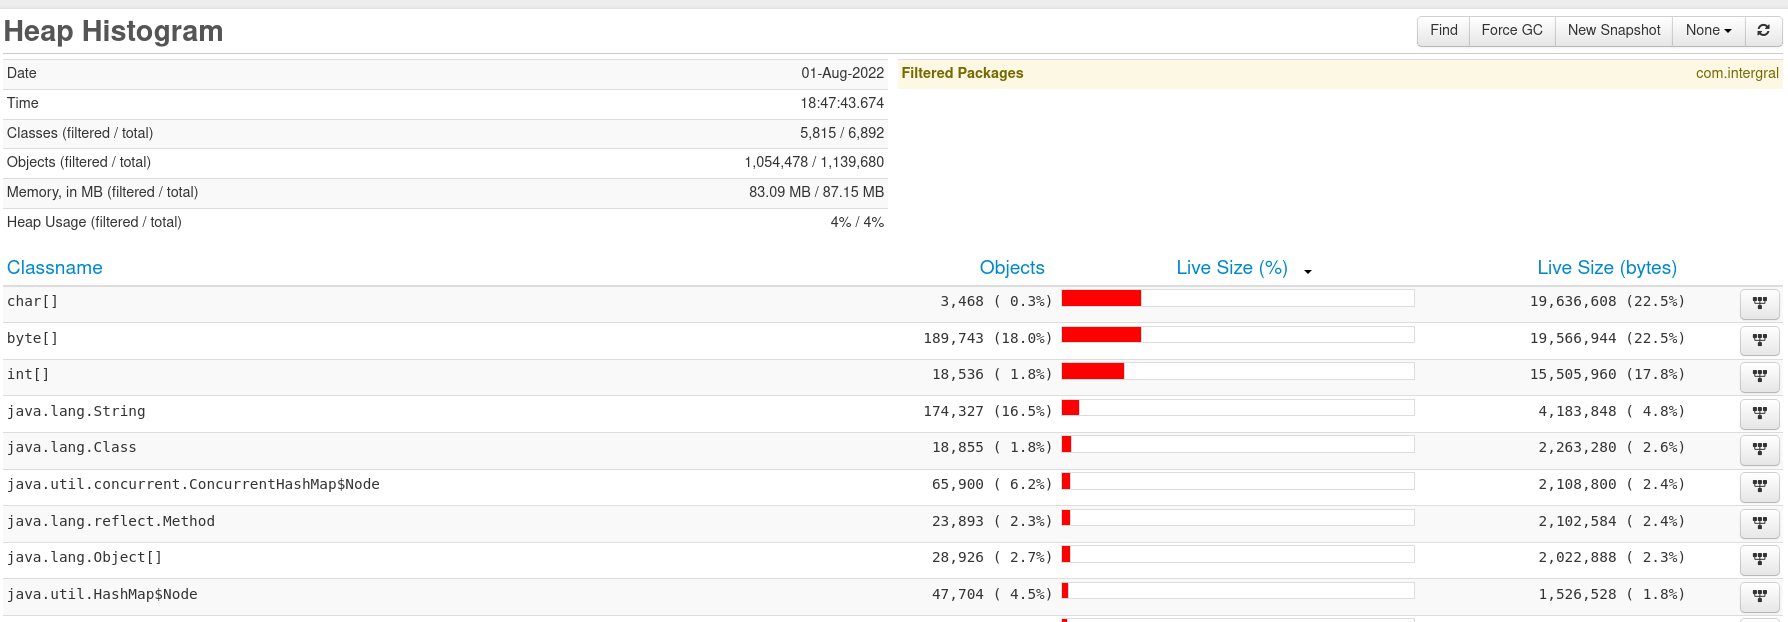 Heap Histogram
Find Force GC New Snapshot None
Date 01-Aug-2022
Filtered Packages com.intergral
Time 18:47:43.674
Classes (filtered / total) 5,815 / 6,892
Objects (filtered / total) 1,054,478 / 1,139,680
Memory, in MB (filtered / total) 83.09 MB / 87.15 MB
Heap Usage (filtered / total) 4% / 4%
Classname Objects Live Size (%) Live Size (bytes)
char[] 3,468 ( 0.3%) 19,636,608 (22.5%)
byte[] 189,743 (18.0%) 19,566,944 (22.5%)
int[] 18,536 ( 1.8%) 15,505,960 (17.8%)
java.lang.String 174,327 (16.5%) 4,183,848 ( 4.8%)
java.lang.Class 18,855 ( 1.8%) 2,263,280 ( 2.6%)
java.util.concurrent.ConcurrentHashMap$Node 65,900 ( 6.2%) 2,108,800 ( 2.4%)
java.lang.reflect.Method 23,893 ( 2.3%) 2,102,584 ( 2.4%)
java.lang.Object[] 28,926 ( 2.7%) 2,022,888 ( 2.3%)
java.util.HashMap$Node 47,704 ( 4.5%) 1,526,528 ( 1.8%)